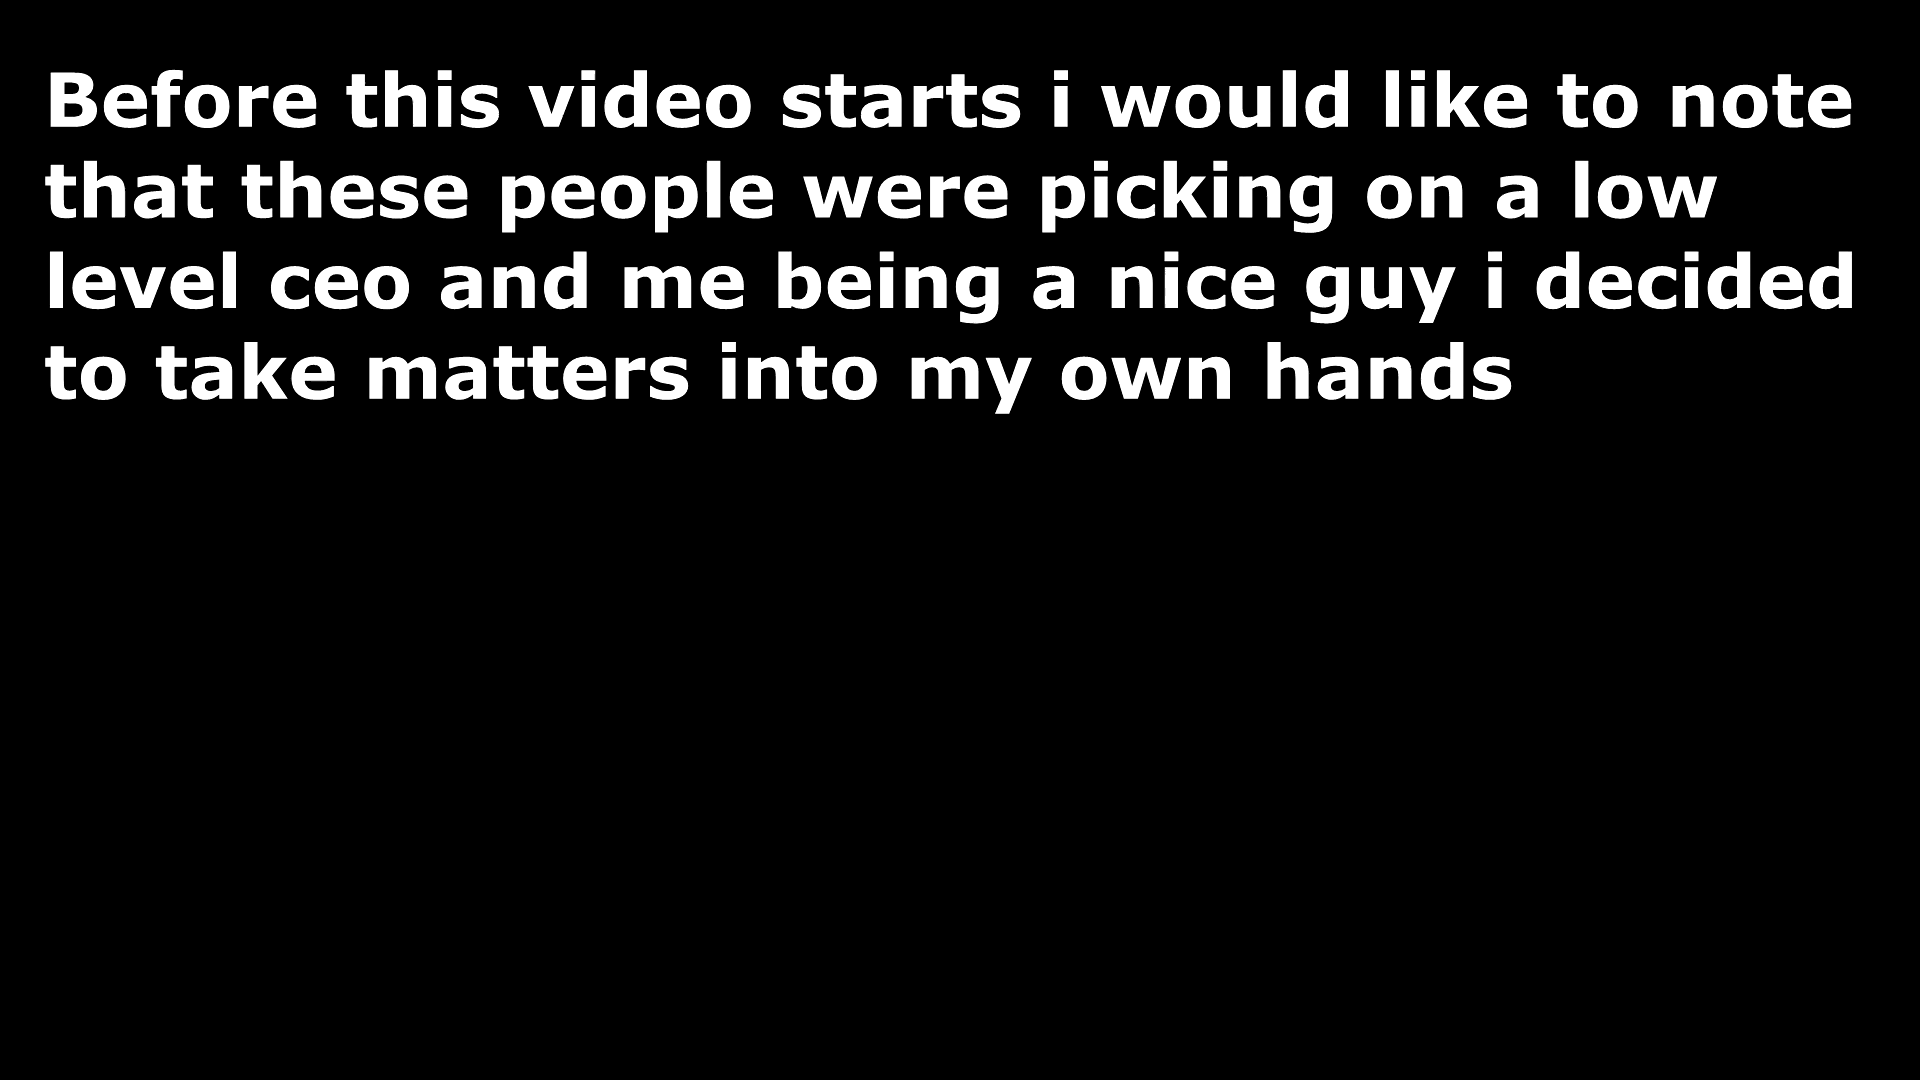 Before this video starts i would like to note
that these people were picking on a low
level ceo and me being a nice guy i decided
to take matters into my own hands